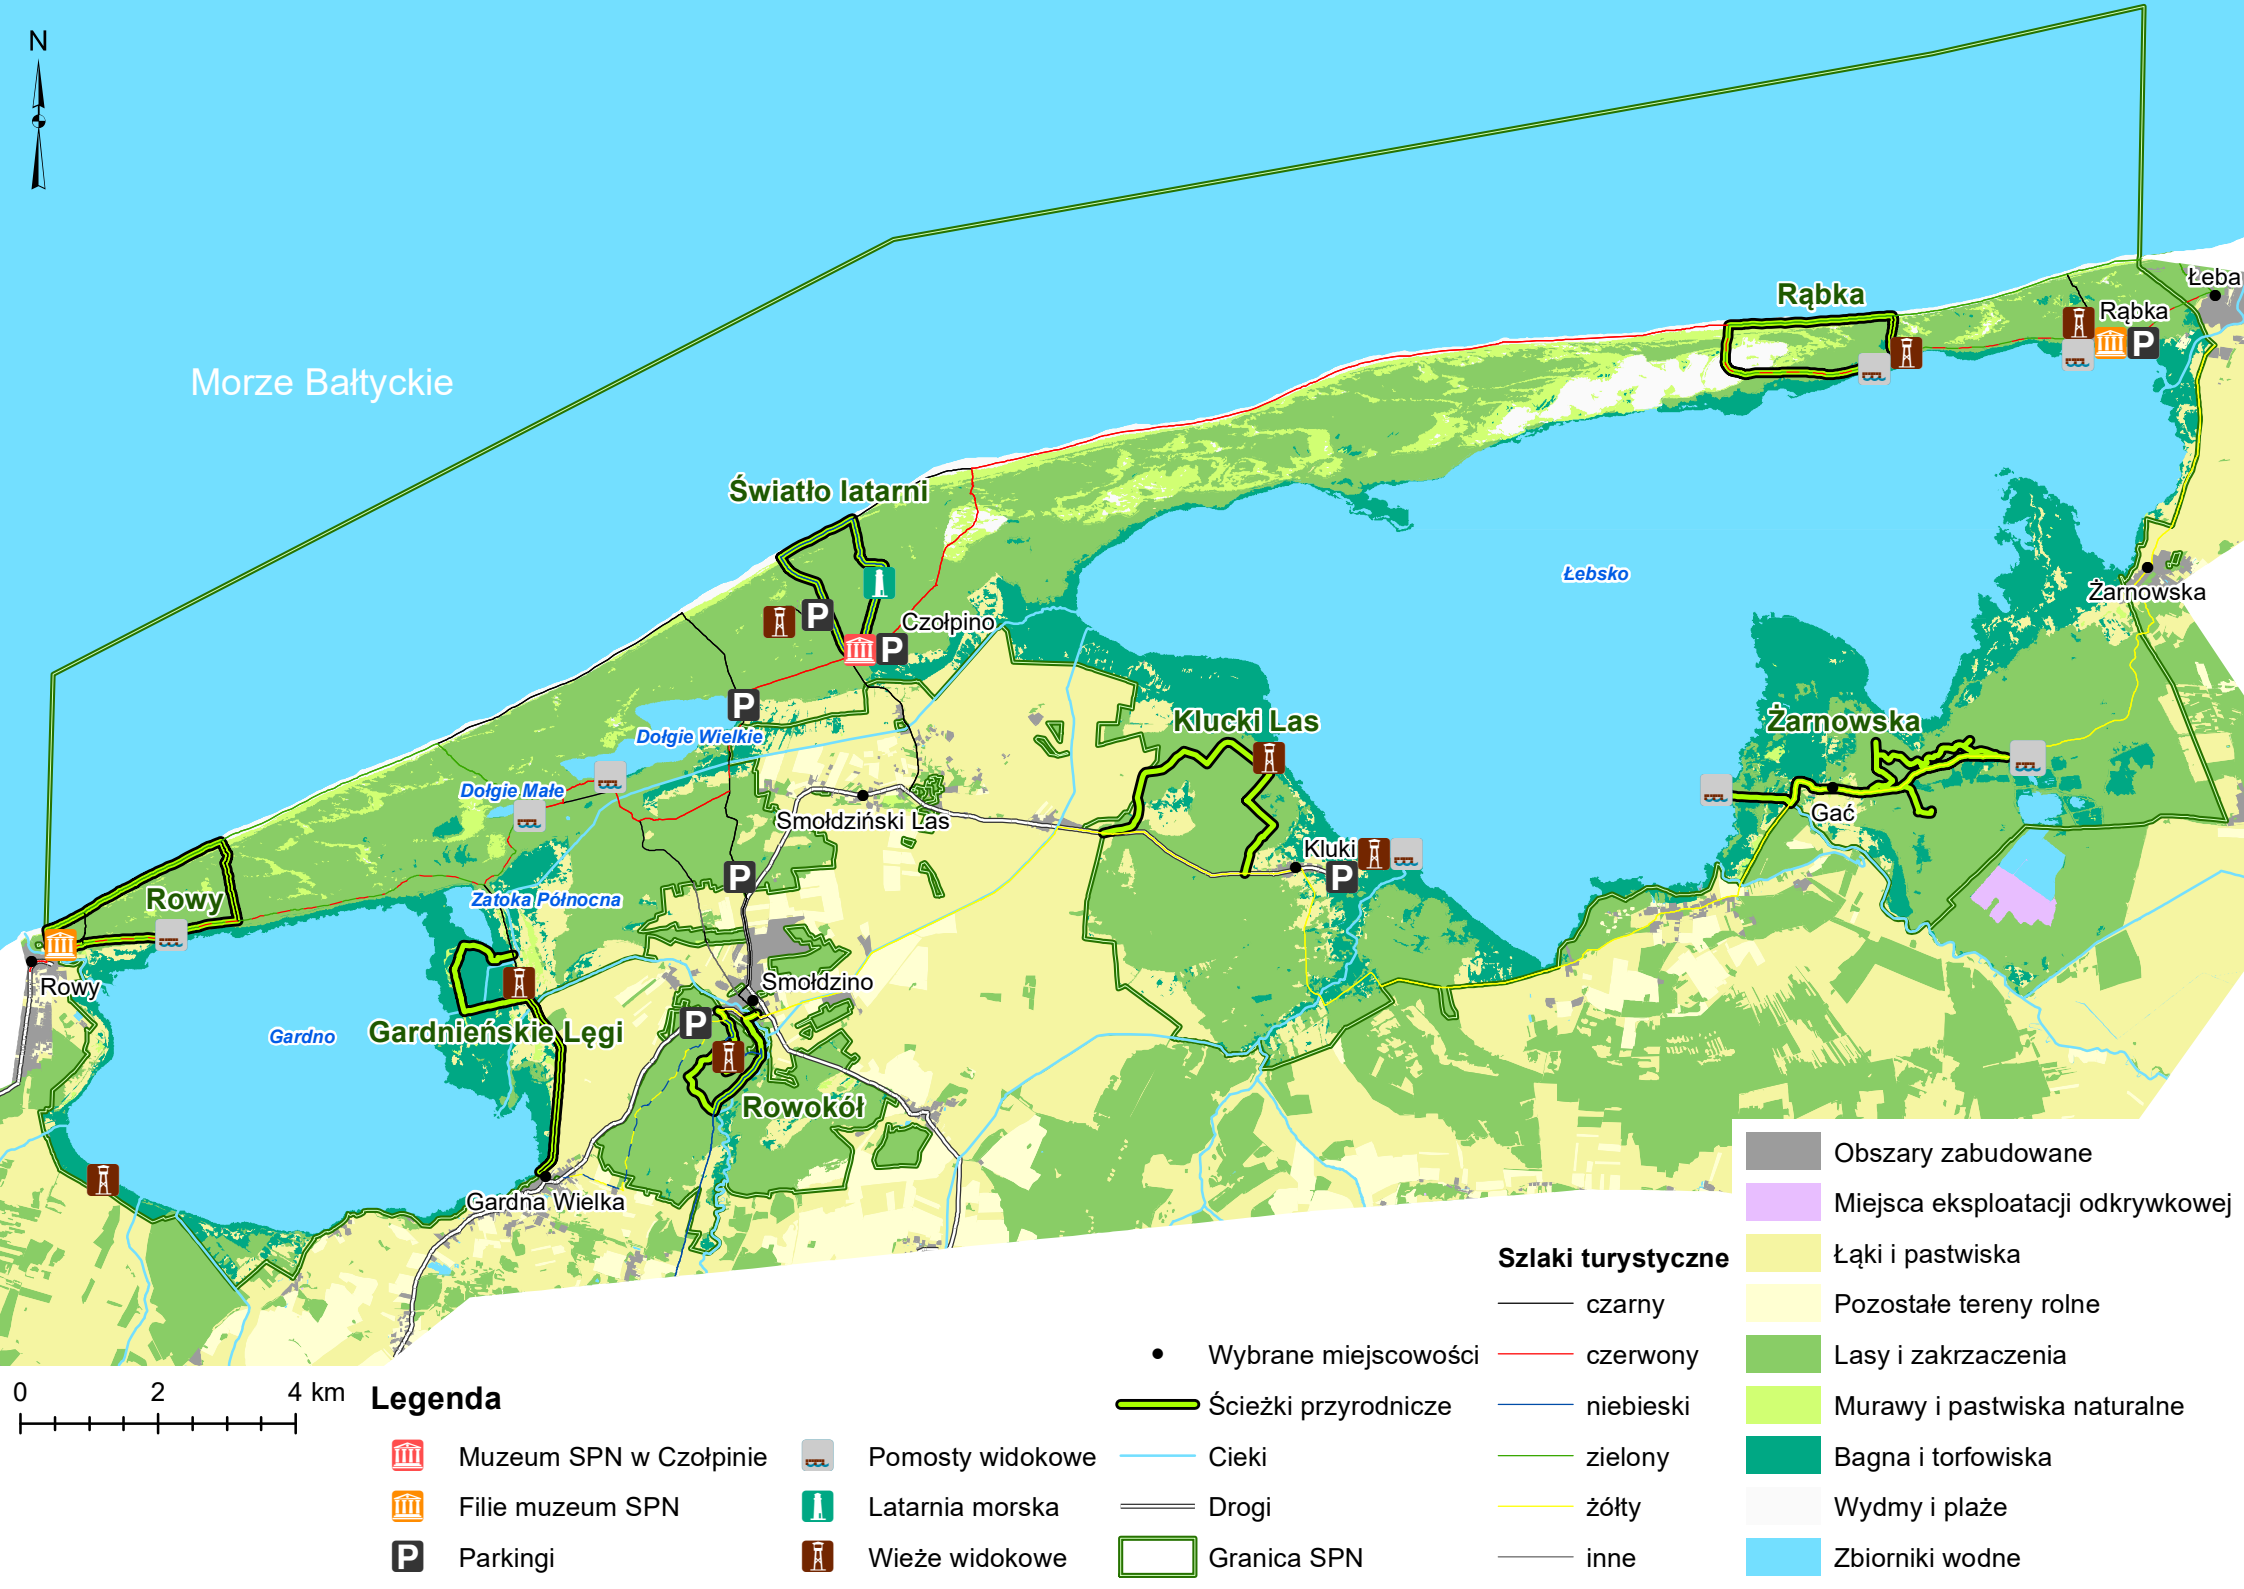 N
Morze Bałtyckie
Łeba
Rąbka
Rąbka
P
Światło latarni
Łebsko
Żarnowska
P
Czołpino
P
P
Dołgie Wielkie
Klucki Las
Żarnowska
Dołgie Małe
Smołdziński Las
Gać
Kluki
P
P
Rowy
Zatoka Północna
Rowy
Smołdzino
Gardno
Gardnieńskie Łęgi
P
Rowokół
Gardna Wielka
0 2 4 km
Legenda
Muzeum SPN w Czołpinie
Filie muzeum SPN
P Parkingi
Pomosty widokowe
Latarnia morska
Wieże widokowe
Wybrane miejscowości
Ścieżki przyrodnicze
Cieki
Drogi
Granica SPN
Szlaki turystyczne
czarny
czerwony
niebieski
zielony
żółty
inne
Obszary zabudowane
Miejsca eksploatacji odkrywkowej
Łąki i pastwiska
Pozostałe tereny rolne
Lasy i zakrzaczenia
Murawy i pastwiska naturalne
Bagna i torfowiska
Wydmy i plaże
Zbiorniki wodne